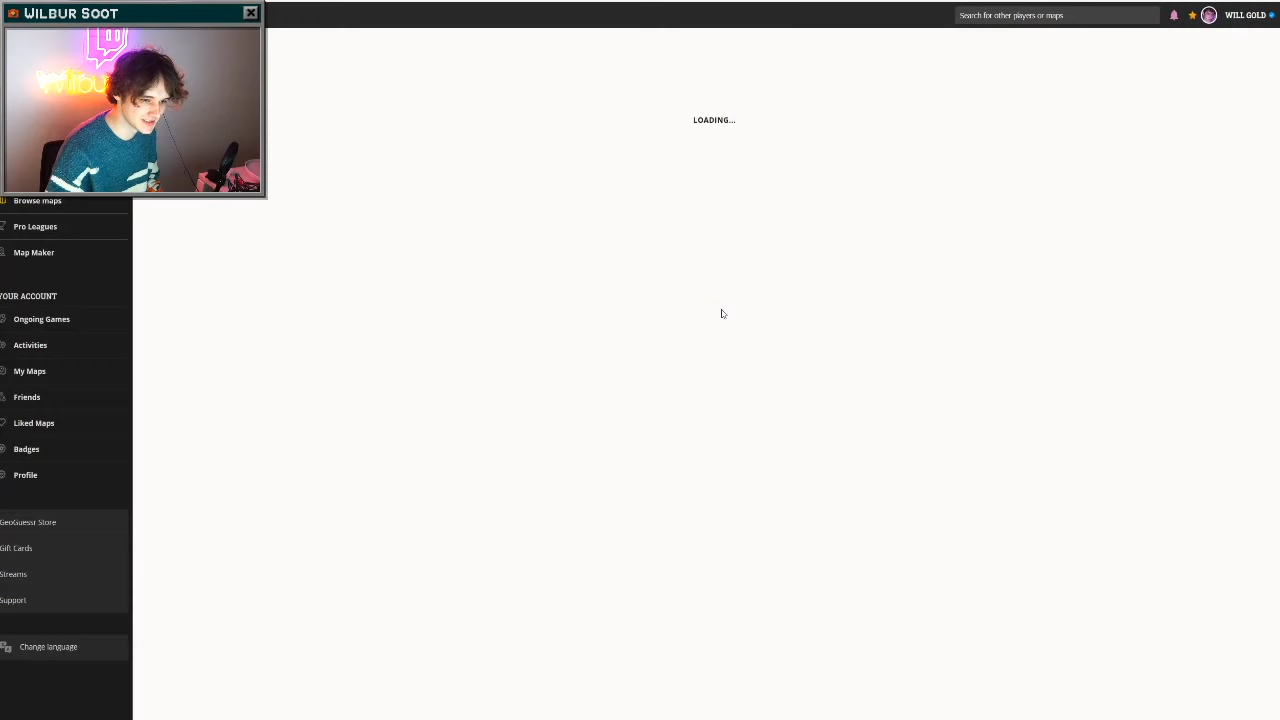 Wilbur Soot
Search for other players or maps
WILL GOLD
Wilbu
LOADING...
Browse maps
Pro Leagues
Map Maker
YOUR ACCOUNT
Ongoing Games
Activities
My Maps
Friends
Liked Maps
Badges
Profile
GeoGuessr Store
Gift Cards
Streams
Support
Change language